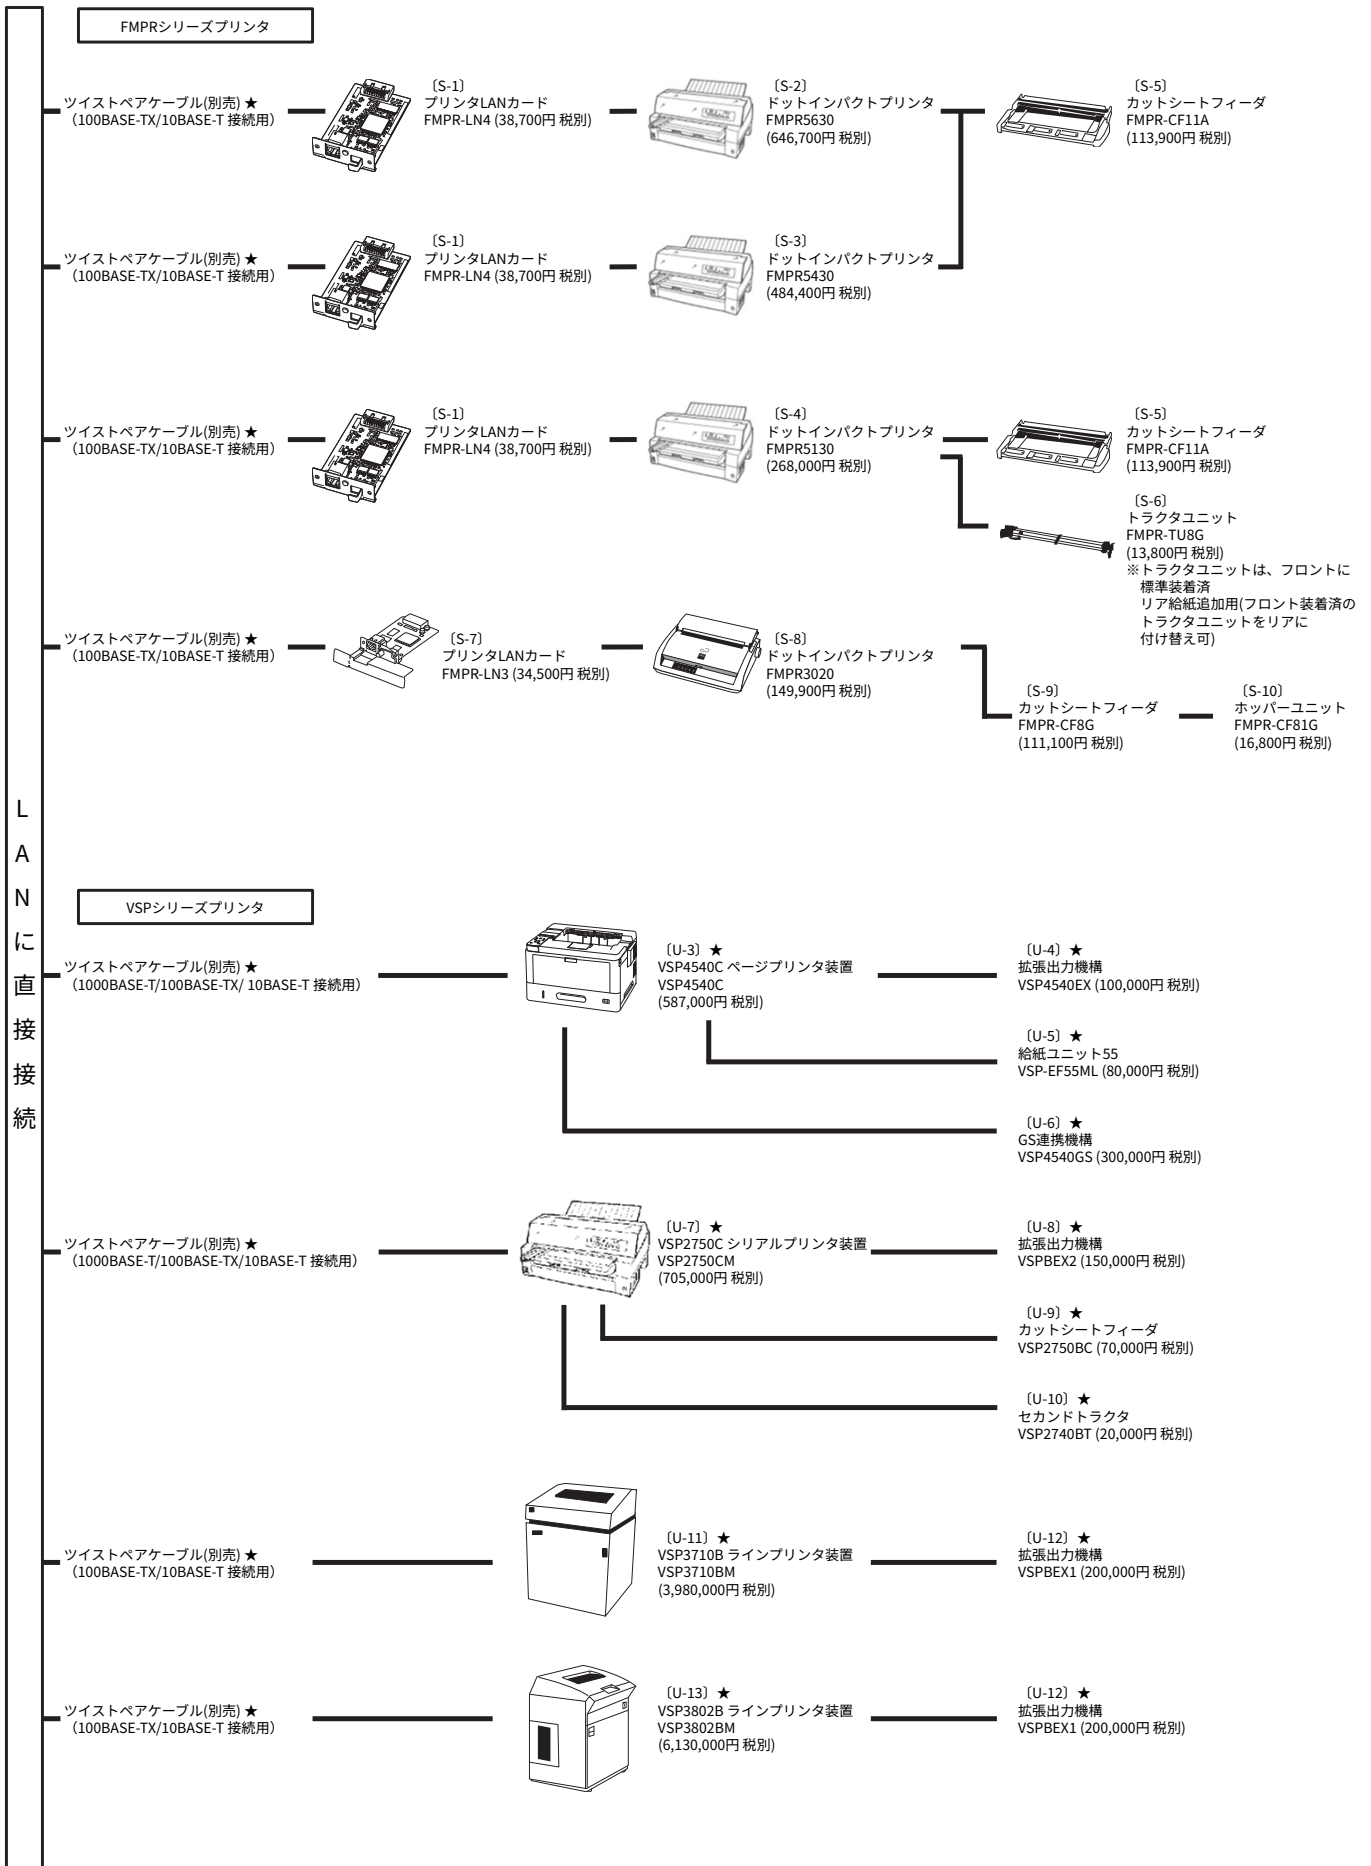 FMPRシリーズプリンタ
ツイストペアケーブル(別売) ★
（100BASE-TX/10BASE-T 接続用）
〔S-1〕
プリンタLANカード
FMPR-LN4 (38,700円 税別)
〔S-2〕
ドットインパクトプリンタ
FMPR5630
(646,700円 税別)
〔S-5〕
カットシートフィーダ
FMPR-CF11A
(113,900円 税別)
ツイストペアケーブル(別売) ★
（100BASE-TX/10BASE-T 接続用）
〔S-1〕
プリンタLANカード
FMPR-LN4 (38,700円 税別)
〔S-3〕
ドットインパクトプリンタ
FMPR5430
(484,400円 税別)
ツイストペアケーブル(別売) ★
（100BASE-TX/10BASE-T 接続用）
〔S-1〕
プリンタLANカード
FMPR-LN4 (38,700円 税別)
〔S-4〕
ドットインパクトプリンタ
FMPR5130
(268,000円 税別)
〔S-5〕
カットシートフィーダ
FMPR-CF11A
(113,900円 税別)
〔S-6〕
トラクタユニット
FMPR-TU8G
(13,800円 税別)
※トラクタユニットは、フロントに
標準装着済
リア給紙追加用(フロント装着済の
トラクタユニットをリアに
付け替え可)
ツイストペアケーブル(別売) ★
（100BASE-TX/10BASE-T 接続用）
〔S-7〕
プリンタLANカード
FMPR-LN3 (34,500円 税別)
〔S-8〕
ドットインパクトプリンタ
FMPR3020
(149,900円 税別)
〔S-9〕
カットシートフィーダ
FMPR-CF8G
(111,100円 税別)
〔S-10〕
ホッパーユニット
FMPR-CF81G
(16,800円 税別)
LANに直接接続
VSPシリーズプリンタ
ツイストペアケーブル(別売) ★
（1000BASE-T/100BASE-TX/ 10BASE-T 接続用）
〔U-3〕★
VSP4540C ページプリンタ装置
VSP4540C
(587,000円 税別)
〔U-4〕★
拡張出力機構
VSP4540EX (100,000円 税別)
〔U-5〕★
給紙ユニット55
VSP-EF55ML (80,000円 税別)
〔U-6〕★
GS連携機構
VSP4540GS (300,000円 税別)
ツイストペアケーブル(別売) ★
（1000BASE-T/100BASE-TX/10BASE-T 接続用）
〔U-7〕★
VSP2750C シリアルプリンタ装置
VSP2750CM
(705,000円 税別)
〔U-8〕★
拡張出力機構
VSPBEX2 (150,000円 税別)
〔U-9〕★
カットシートフィーダ
VSP2750BC (70,000円 税別)
〔U-10〕★
セカンドトラクタ
VSP2740BT (20,000円 税別)
ツイストペアケーブル(別売) ★
（100BASE-TX/10BASE-T 接続用）
〔U-11〕★
VSP3710B ラインプリンタ装置
VSP3710BM
(3,980,000円 税別)
〔U-12〕★
拡張出力機構
VSPBEX1 (200,000円 税別)
ツイストペアケーブル(別売) ★
（100BASE-TX/10BASE-T 接続用）
〔U-13〕★
VSP3802B ラインプリンタ装置
VSP3802BM
(6,130,000円 税別)
〔U-12〕★
拡張出力機構
VSPBEX1 (200,000円 税別)